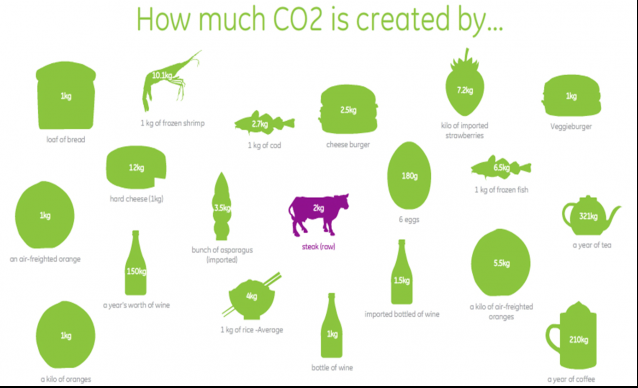 How much CO2 is created by...
1kg
loaf of bread
10.1kg
1 kg of frozen shrimp
2.7kg
1 kg of cod
2.5kg
cheese burger
7.2kg
kilo of imported
strawberries
1kg
Veggieburger
12kg
hard cheese (1kg)
180g
6 eggs
6.5kg
1 kg of frozen fish
1kg
an air-freighted orange
3.5kg
bunch of asparagus
(imported)
2kg
steak (raw)
321kg
a year of tea
150kg
a year's worth of wine
1.5kg
imported bottled of wine
5.5kg
a kilo of air-freighted
oranges
4kg
1 kg of rice -Average
1kg
a kilo of oranges
1kg
bottle of wine
210kg
a year of coffee